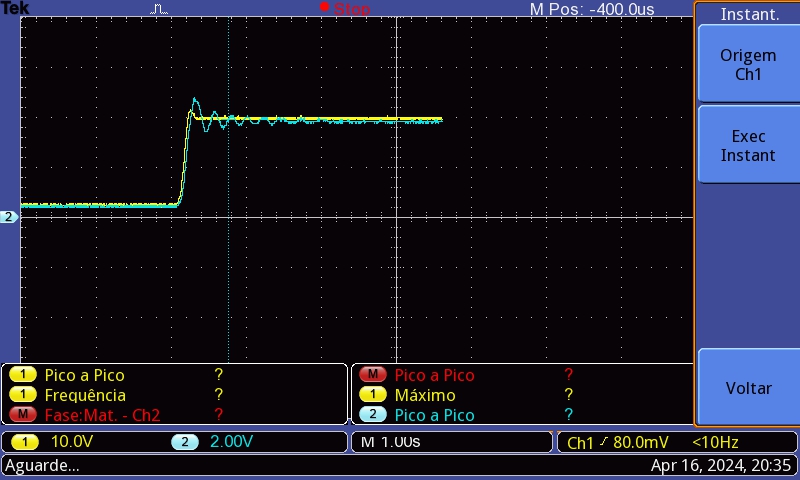 Tek
Stop
M Pos: -400.0us
Instant.
Origem
Ch1
Exec
Instant
2
1 Pico a Pico ?
1 Frequência ?
M Fase:Mat. - Ch2 ?
M Pico a Pico ?
1 Máximo ?
2 Pico a Pico ?
Voltar
1 10.0V 2 2.00V
M 1.00us
Ch1 80.0mV <10Hz
Aguarde...
Apr 16, 2024, 20:35